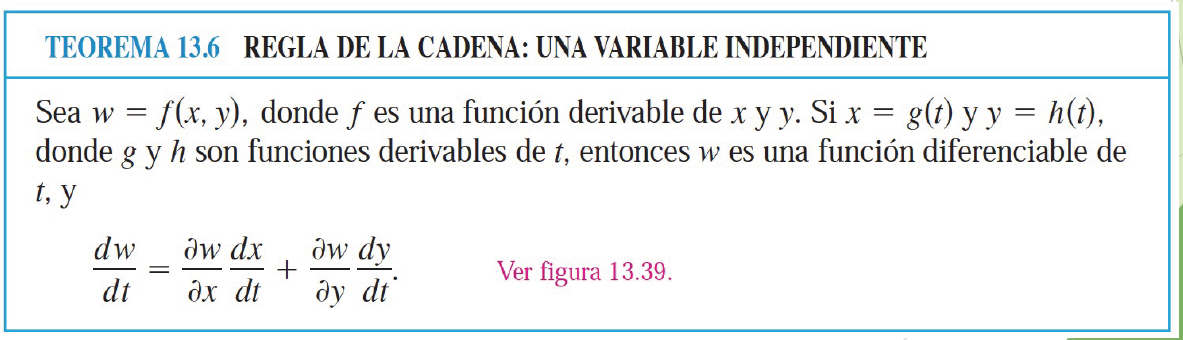 TEOREMA 13.6 REGLA DE LA CADENA: UNA VARIABLE INDEPENDIENTE
Sea w = f(x, y), donde f es una función derivable de x y y. Si x = g(t) y y = h(t),
donde g y h son funciones derivables de t, entonces w es una función diferenciable de
t, y
dw/dt = ∂w/∂x dx/dt + ∂w/∂y dy/dt. Ver figura 13.39.